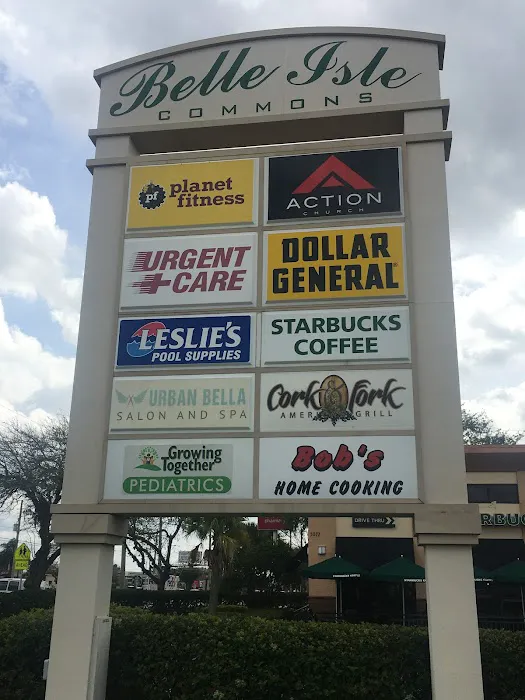 Belle Isle
COMMONS
pf planet
fitness
ACTION
CHURCH
URGENT
+CARE
DOLLAR
GENERAL
LESLIE'S
POOL SUPPLIES
STARBUCKS
COFFEE
URBAN BELLA
SALON AND SPA
Cork & Fork
AMERICAN GRILL
Growing
Together
PEDIATRICS
Bob's
HOME COOKING
DRIVE THRU